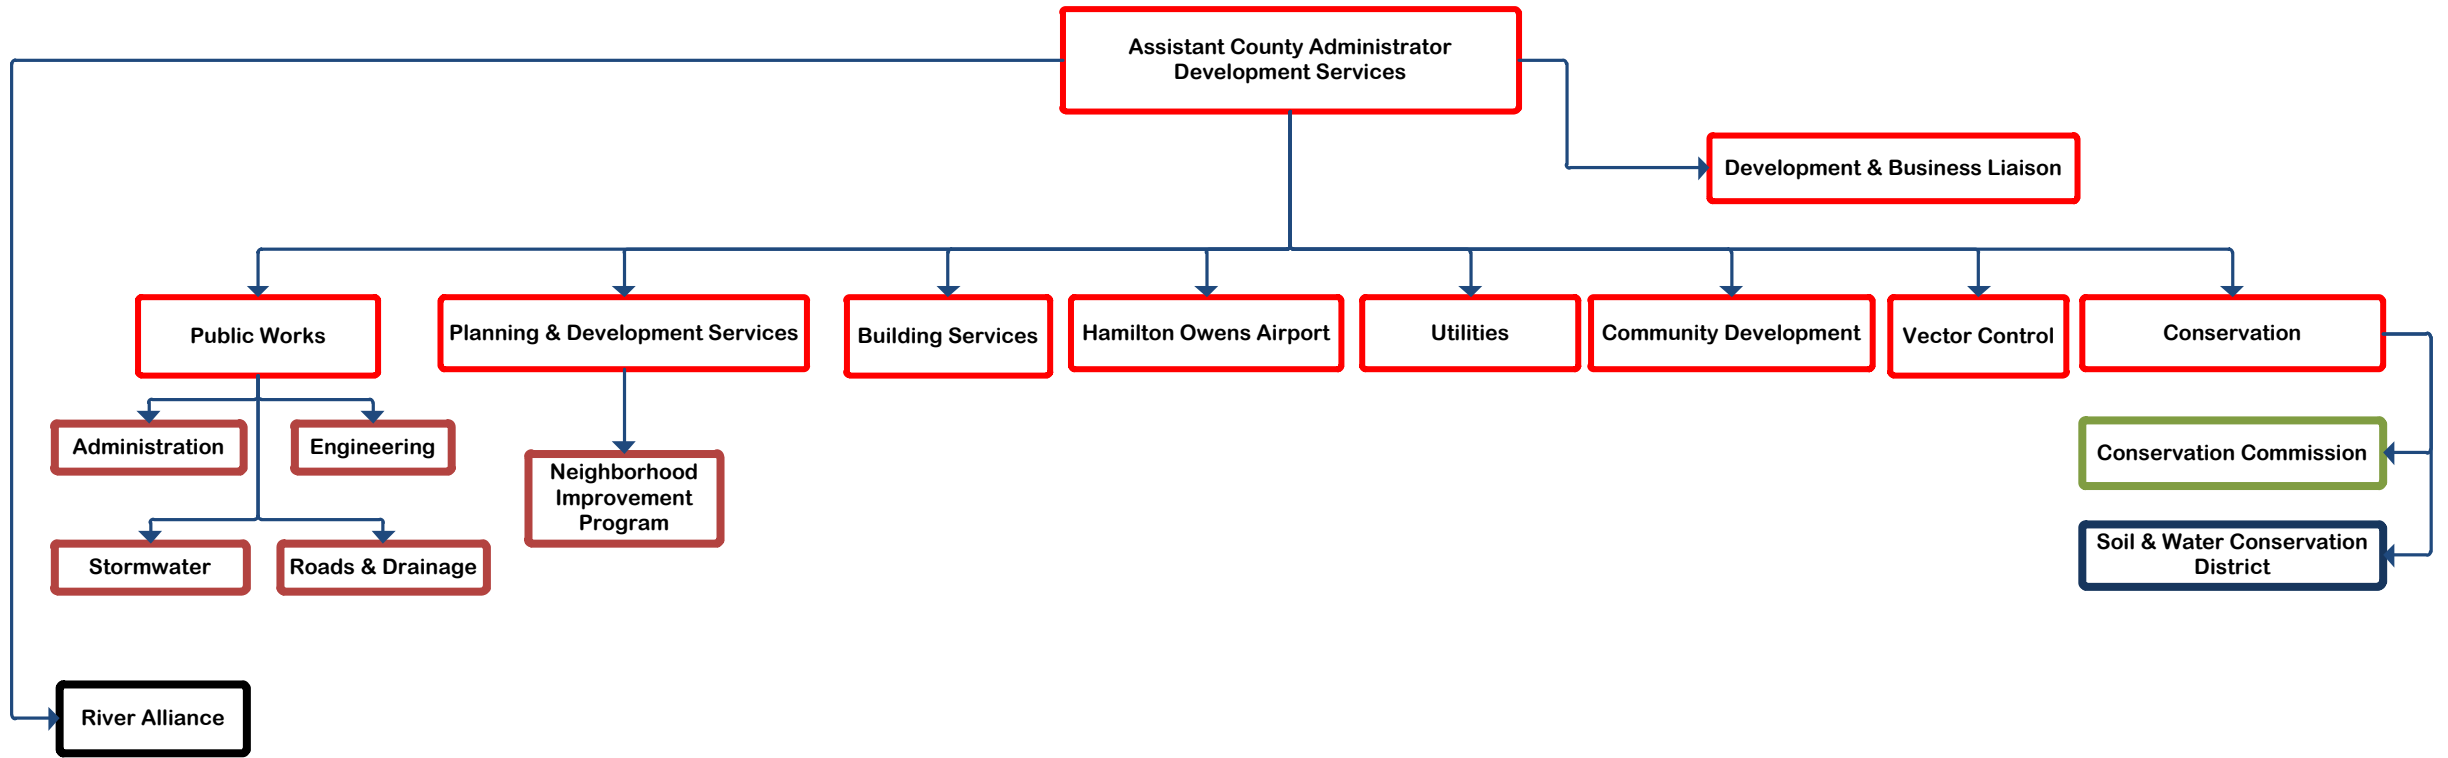 Assistant County Administrator
Development Services
Development & Business Liaison
Public Works
Planning & Development Services
Building Services
Hamilton Owens Airport
Utilities
Community Development
Vector Control
Conservation
Administration
Engineering
Neighborhood
Improvement
Program
Conservation Commission
Stormwater
Roads & Drainage
Soil & Water Conservation
District
River Alliance